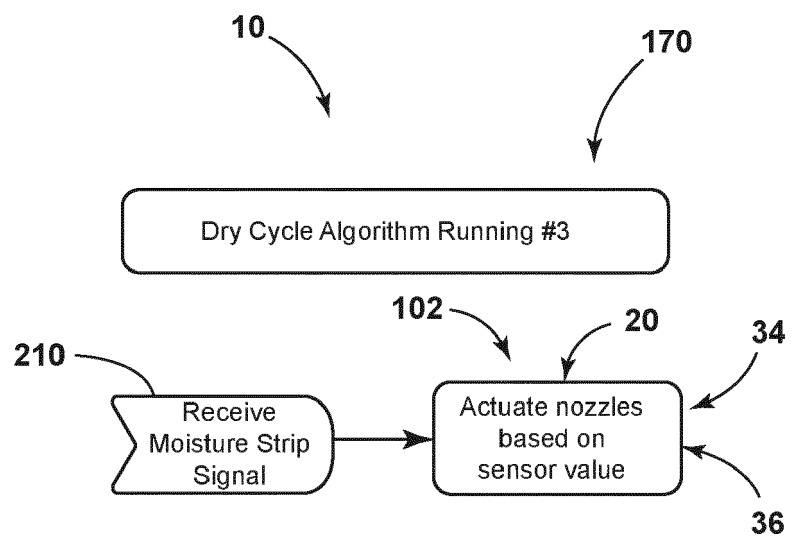 10
170
Dry Cycle Algorithm Running #3
102
20
34
210
Receive
Moisture Strip
Signal
Actuate nozzles
based on
sensor value
36